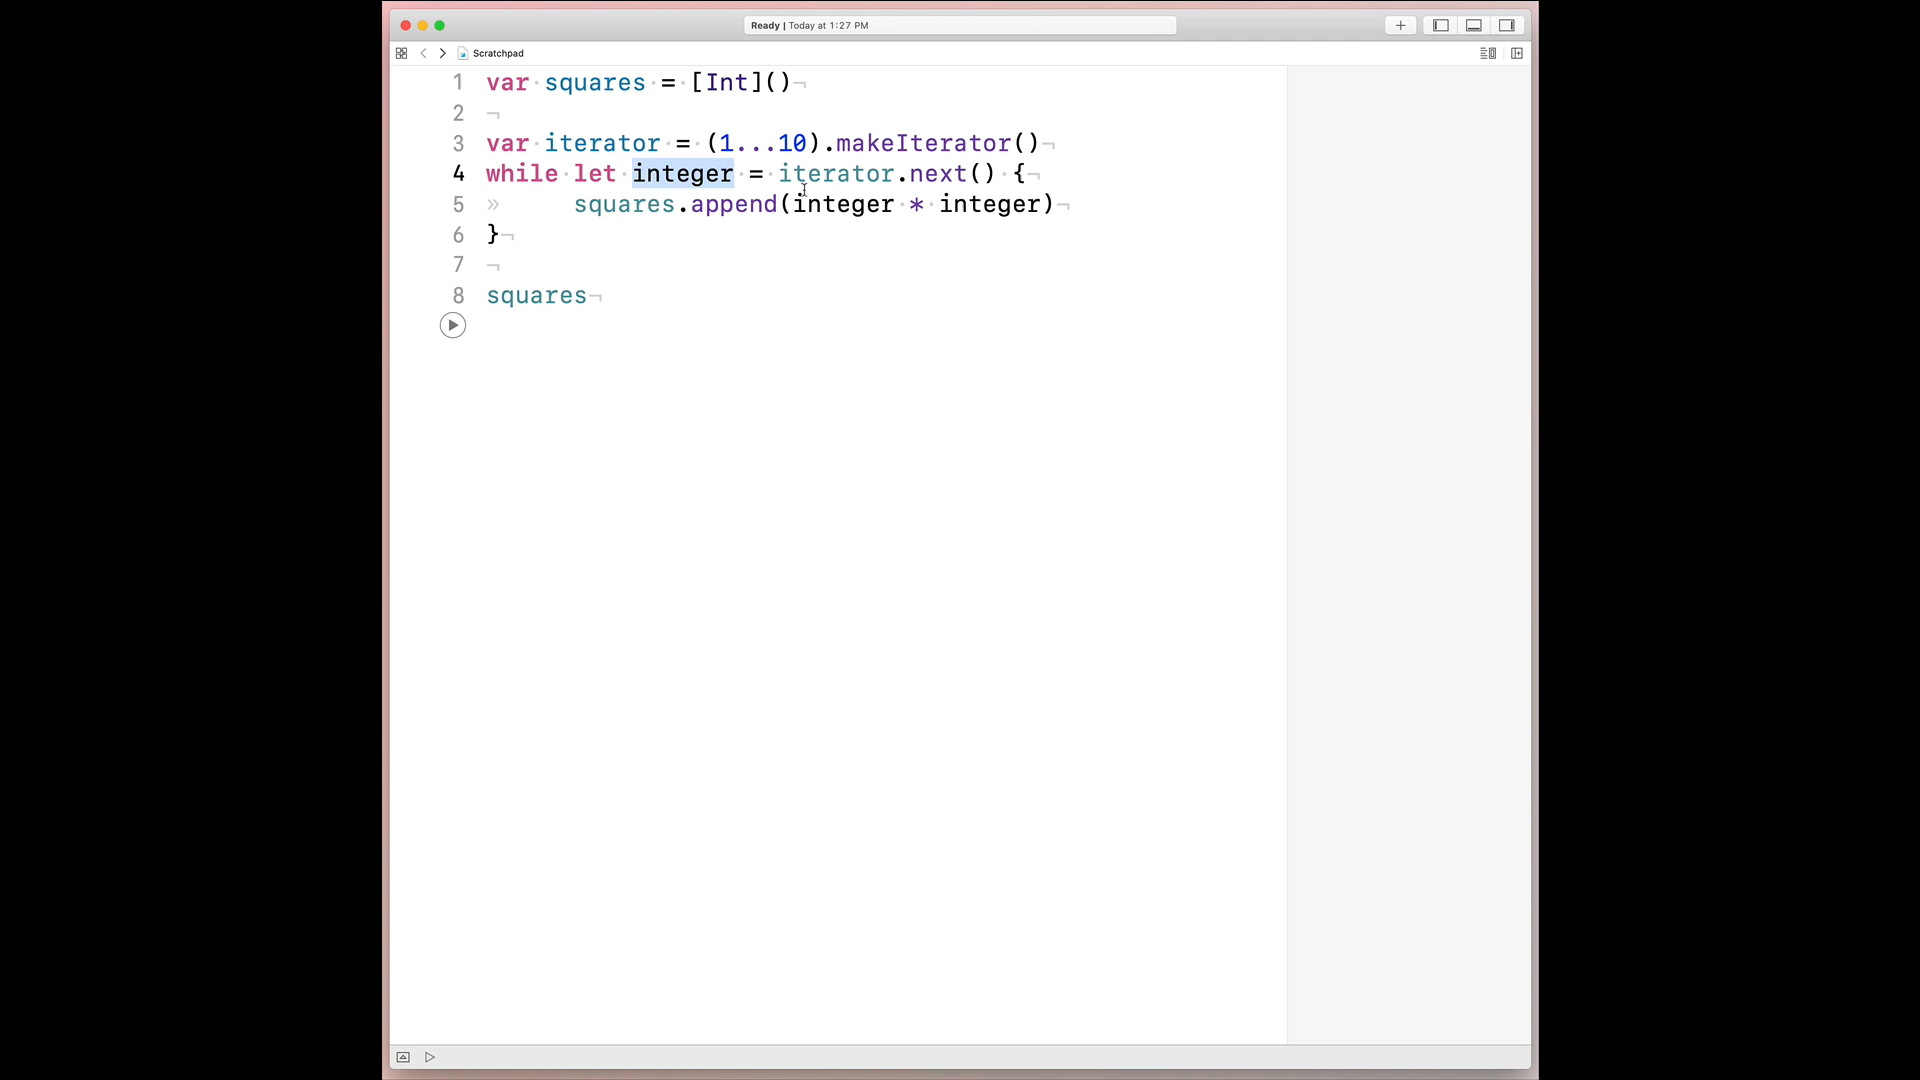 Ready | Today at 1:27 PM
Scratchpad
1 var squares = [Int]()
2
3 var iterator = (1...10).makeIterator()
4 while let integer = iterator.next() {
5 squares.append(integer * integer)
6 }
7
8 squares